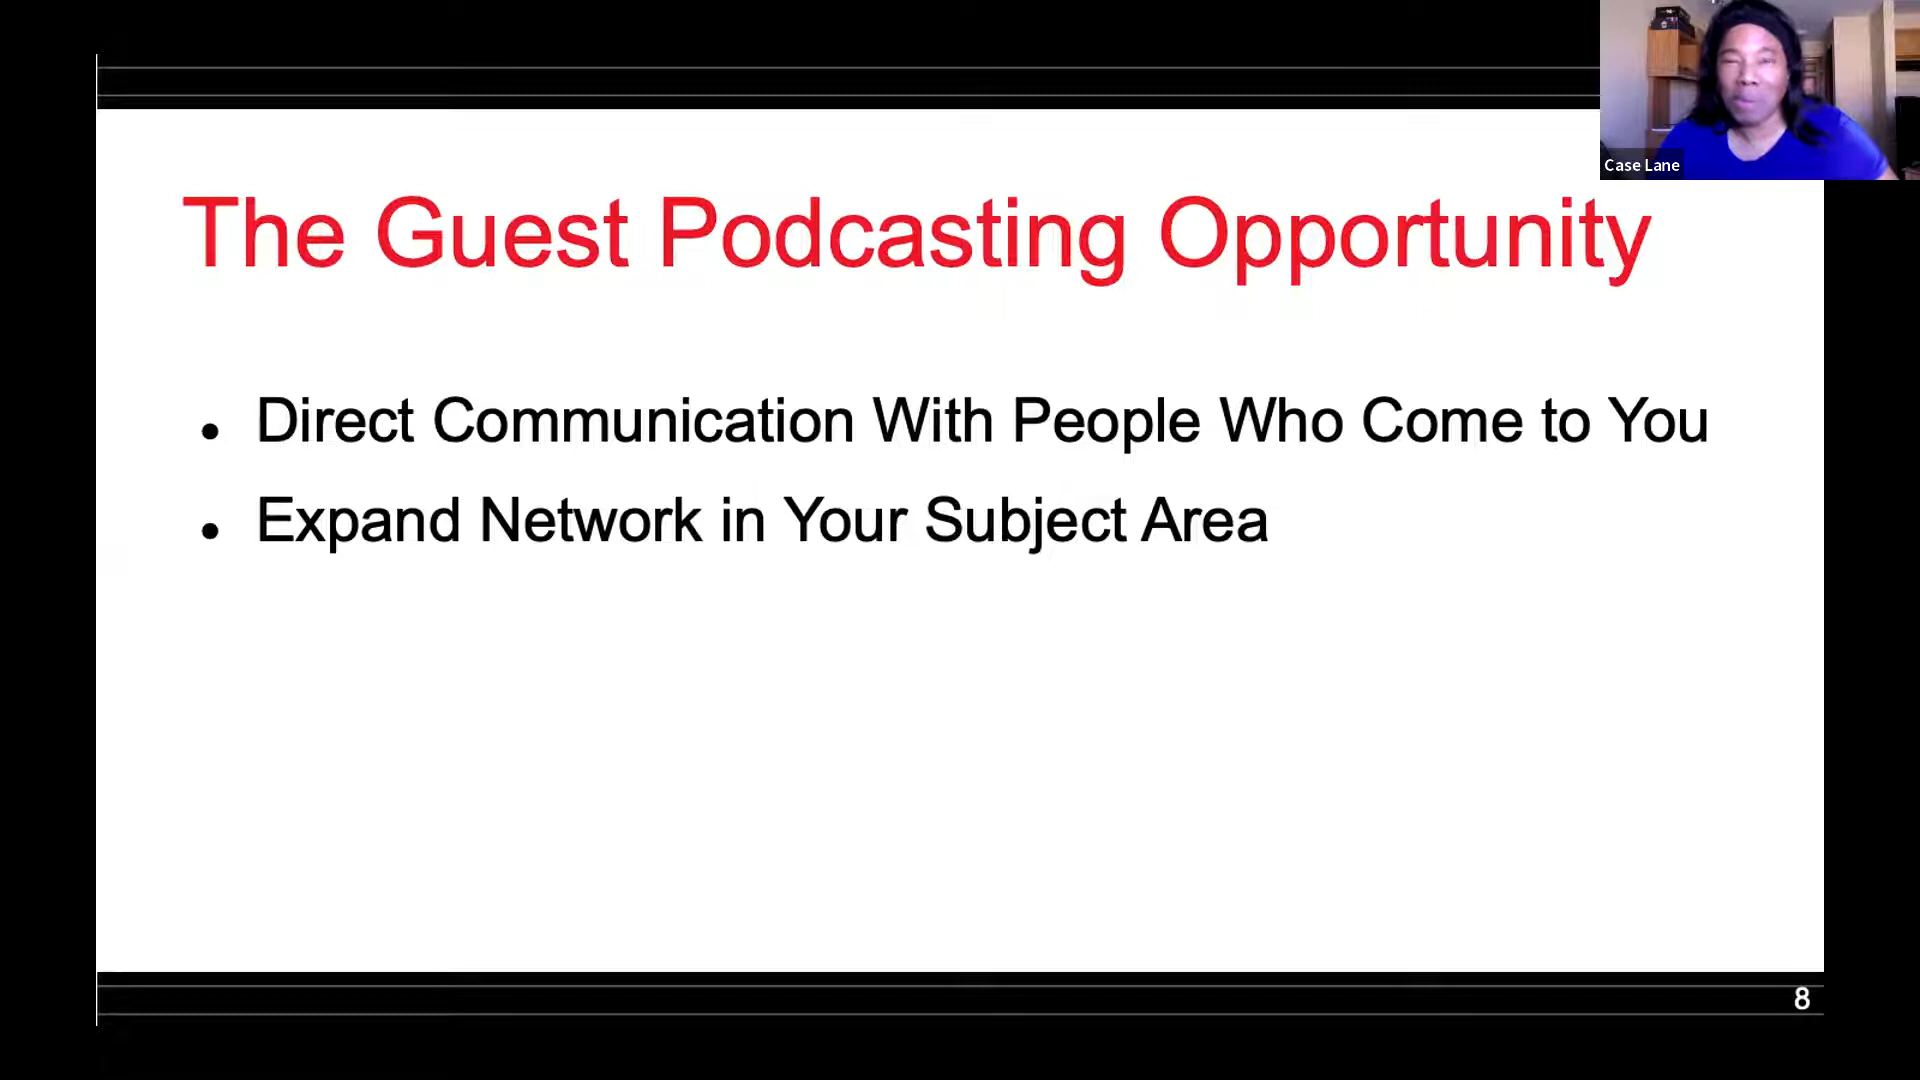 Case Lane
The Guest Podcasting Opportunity
• Direct Communication With People Who Come to You
• Expand Network in Your Subject Area
8